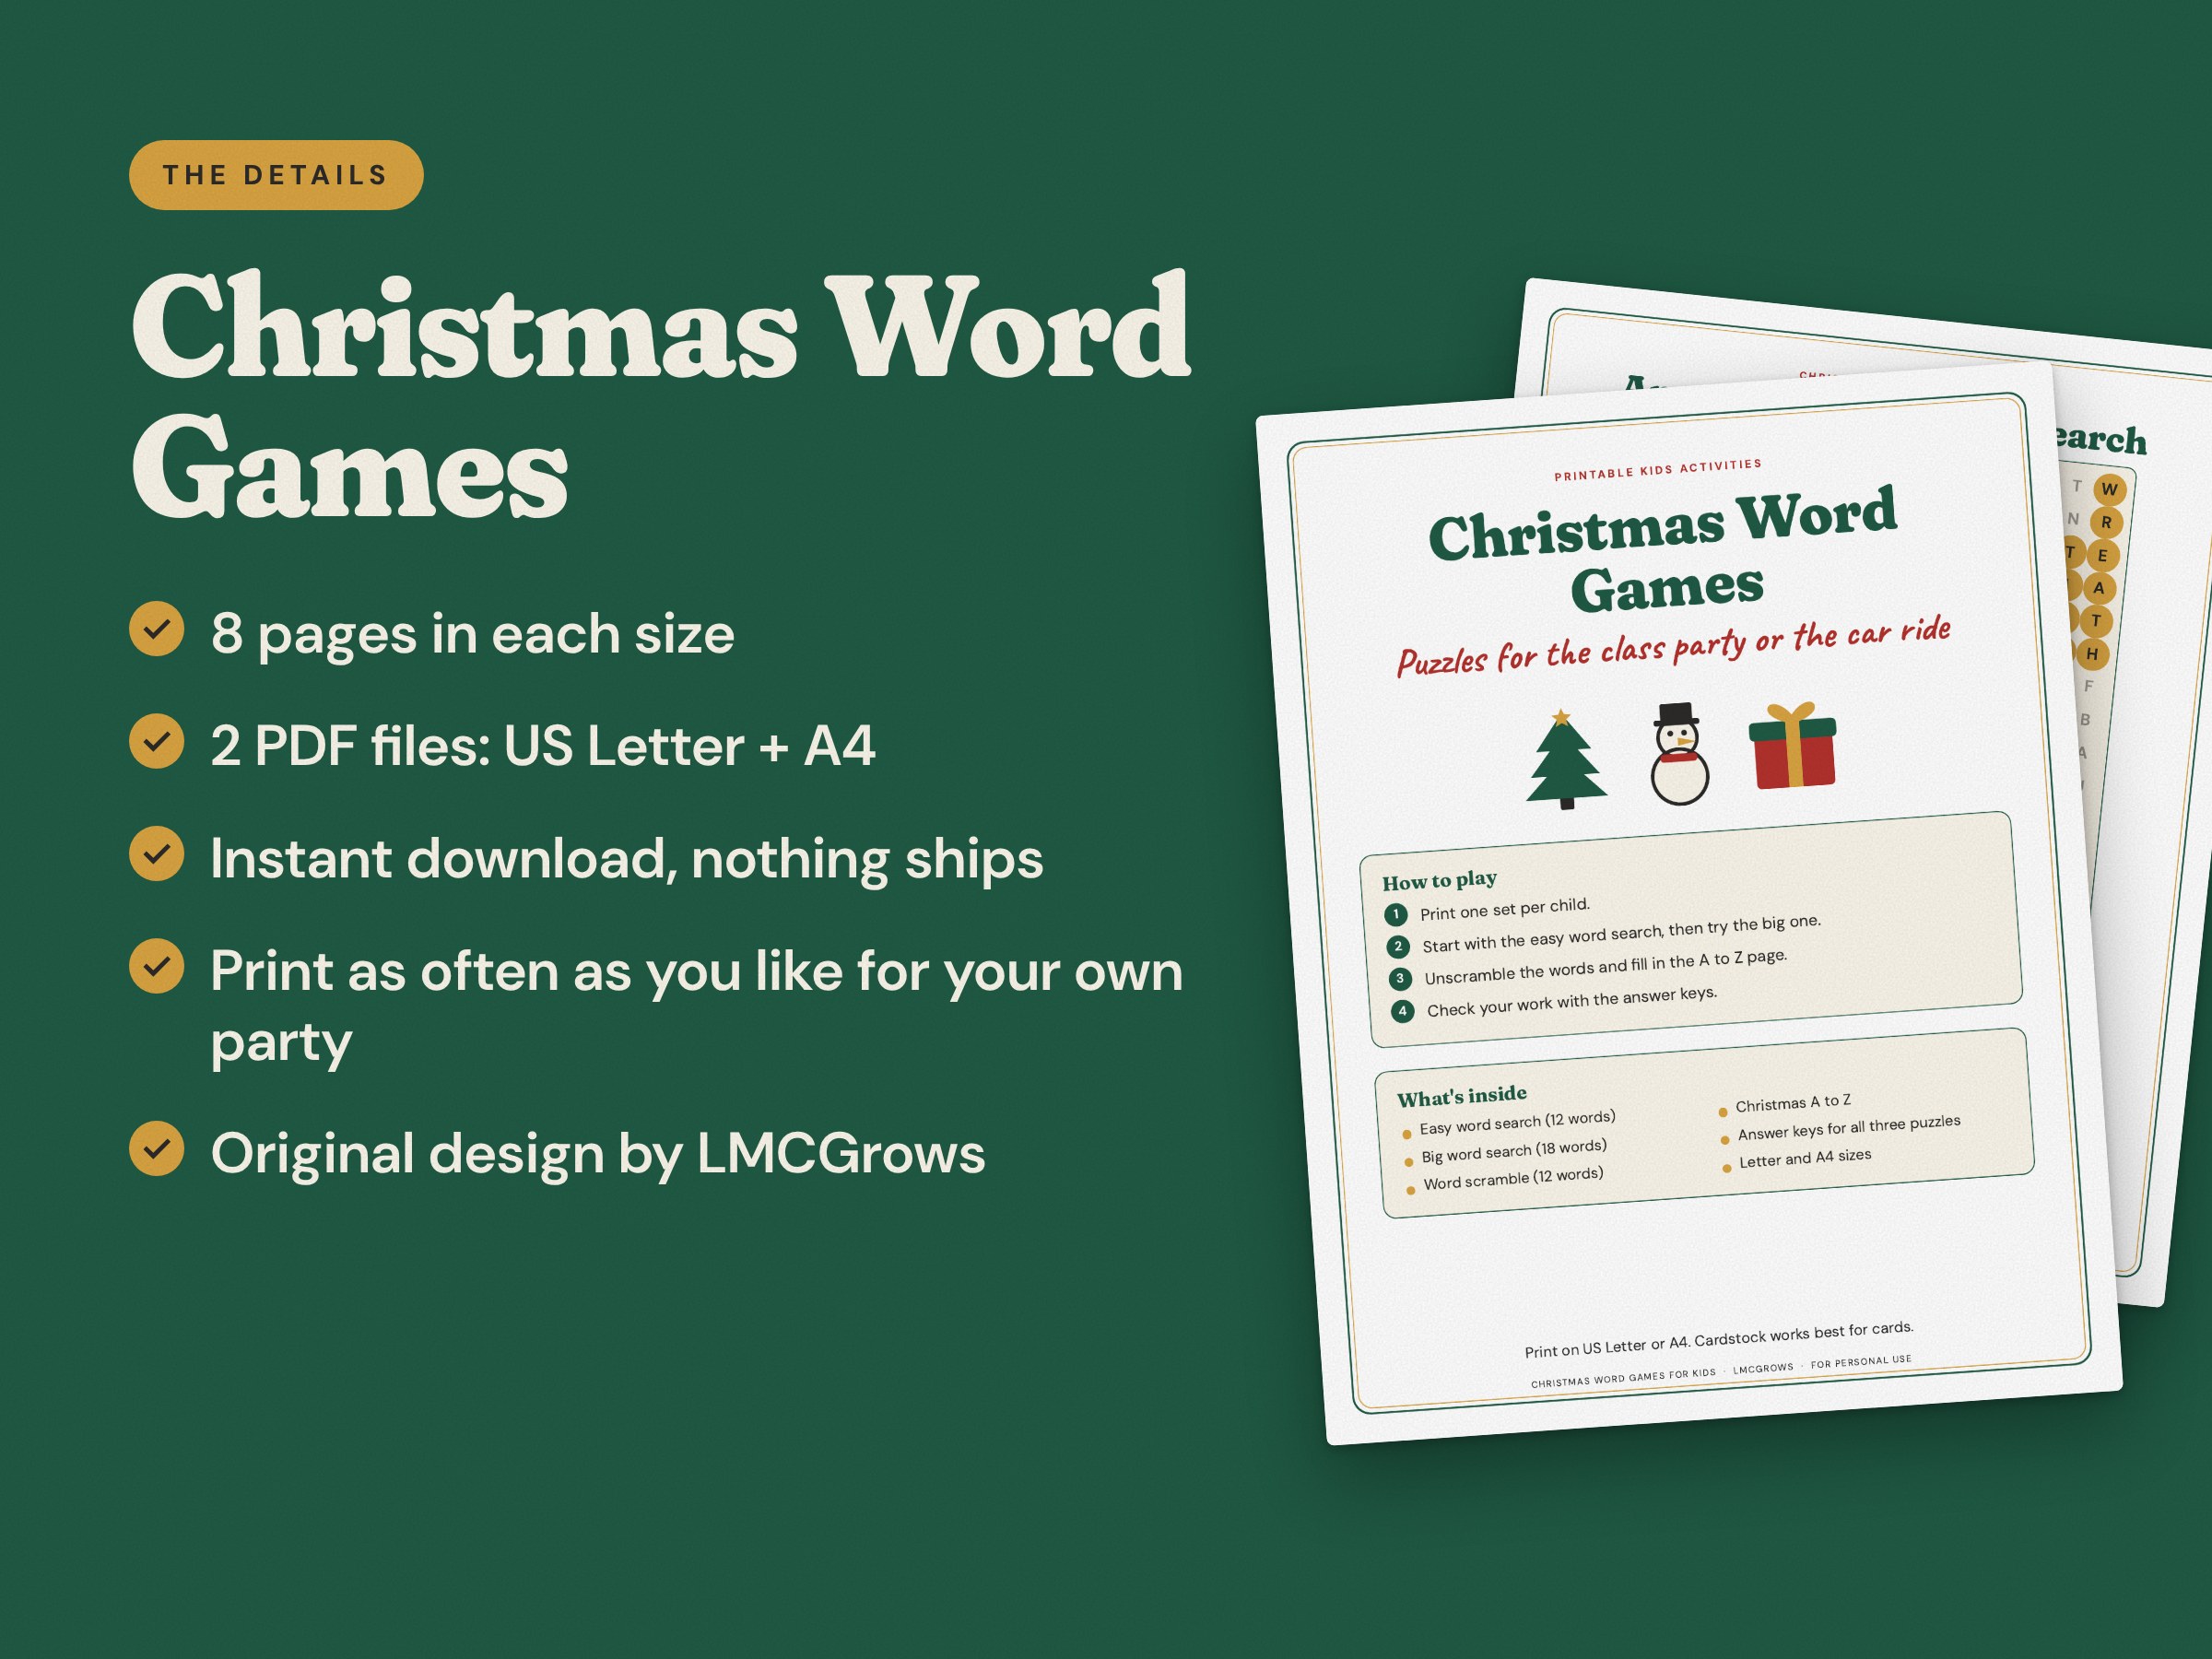 THE DETAILS
Christmas Word
Games
8 pages in each size
2 PDF files: US Letter + A4
Instant download, nothing ships
Print as often as you like for your own
party
Original design by LMCGrows
PRINTABLE KIDS ACTIVITIES
Christmas Word
Games
Puzzles for the class party or the car ride
How to play
1 Print one set per child.
2 Start with the easy word search, then try the big one.
3 Unscramble the words and fill in the A to Z page.
4 Check your work with the answer keys.
What's inside
Easy word search (12 words)
Big word search (18 words)
Word scramble (12 words)
Christmas A to Z
Answer keys for all three puzzles
Letter and A4 sizes
Print on US Letter or A4. Cardstock works best for cards.
CHRISTMAS WORD GAMES FOR KIDS · LMCGROWS · FOR PERSONAL USE
earch
T W
N R
T E
A
T
H
F
B
A